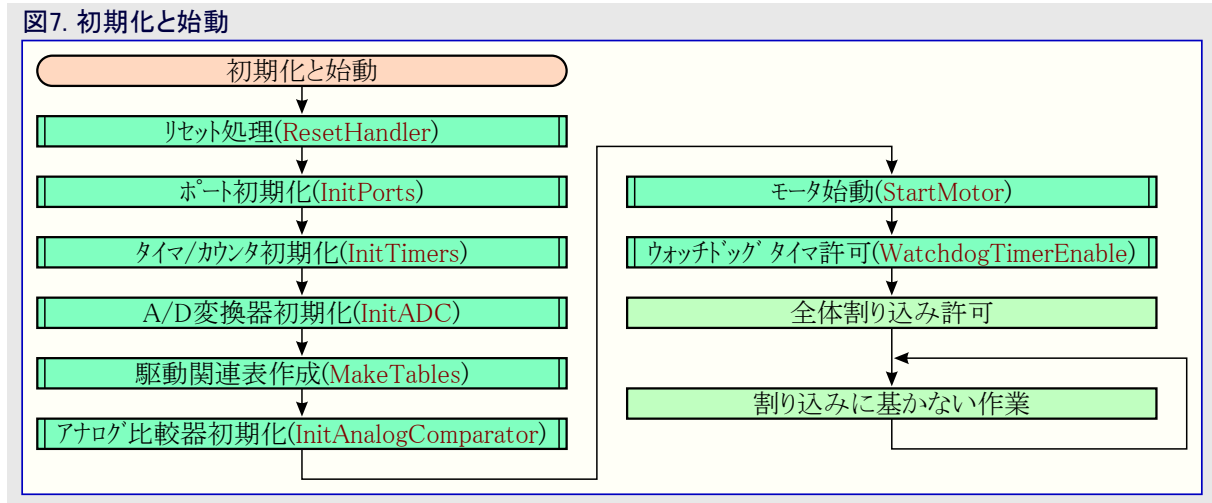 図7. 初期化と始動
初期化と始動
ﾘｾｯﾄ処理(ResetHandler)
ﾎﾟｰﾄ初期化(InitPorts)
ﾀｲﾏ/ｶｳﾝﾀ初期化(InitTimers)
A/D変換器初期化(InitADC)
駆動関連表作成(MakeTables)
ｱﾅﾛｸﾞ比較器初期化(InitAnalogComparator)
ﾓｰﾀ始動(StartMotor)
ｳｫｯﾁﾄﾞｯｸﾞ ﾀｲﾏ許可(WatchdogTimerEnable)
全体割り込み許可
割り込みに基かない作業